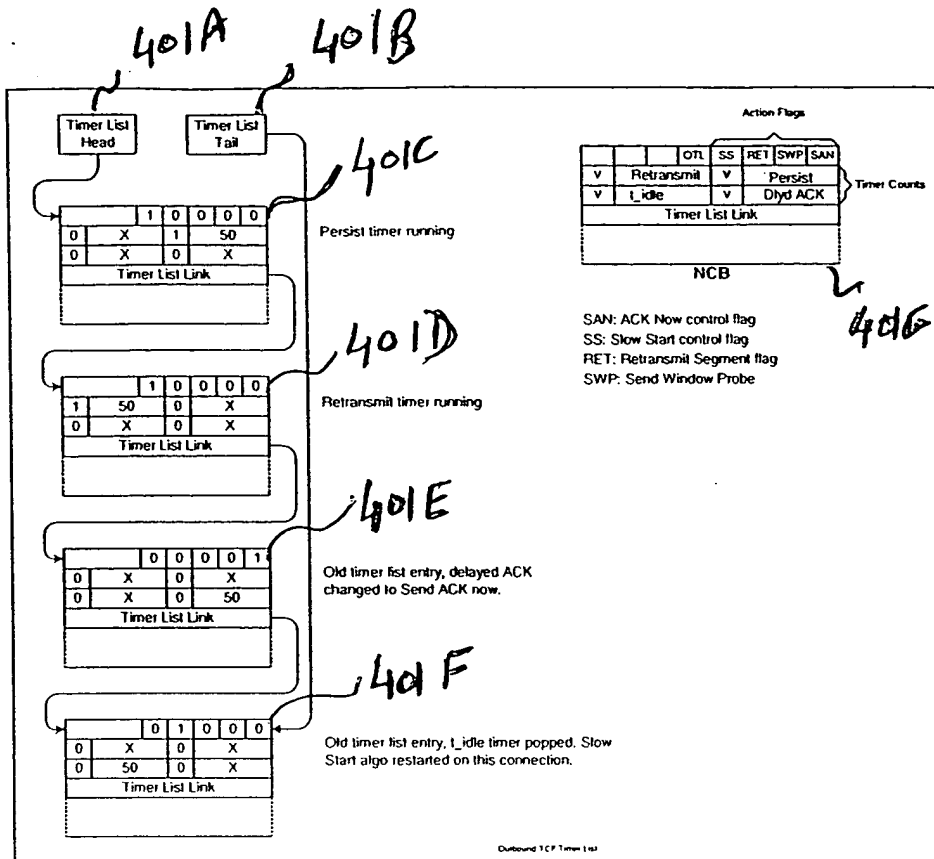 401A
401B
Timer List Head
Timer List Tail
401C
1 0 0 0 0
0 X 1 50
0 X 0 X
Timer List Link
Persist timer running
401D
1 0 0 0 0
1 50 0 X
0 X 0 X
Timer List Link
Retransmit timer running
401E
0 0 0 0 1
0 X 0 X
0 X 0 50
Timer List Link
Old timer list entry, delayed ACK
changed to Send ACK now.
401F
0 1 0 0 0
0 X 0 X
0 50 0 X
Timer List Link
Old timer list entry, t_idle timer popped. Slow
Start algo restarted on this connection.
Action Flags
OTL SS RET SWP SAN
v Retransmit v Persist
v t_idle v Dlyd ACK
Timer Counts
Timer List Link
NCB
401G
SAN: ACK Now control flag
SS: Slow Start control flag
RET: Retransmit Segment flag
SWP: Send Window Probe
Outbound TCP Timer List